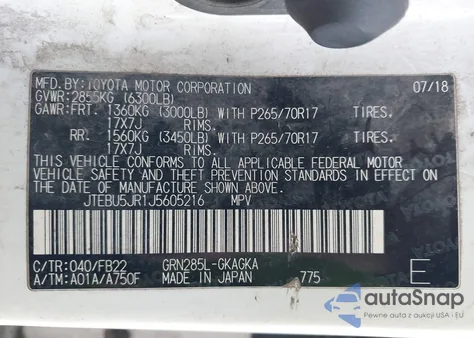 MFD.BY:TOYOTA MOTOR CORPORATION 07/18
GVWR:2855KG (6300LB)
GAWR:FRT. 1360KG (3000LB) WITH P265/70R17 TIRES.
17X7J RIMS.
RR. 1560KG (3450LB) WITH P265/70R17 TIRES.
17X7J RIMS.
THIS VEHICLE CONFORMS TO ALL APPLICABLE FEDERAL MOTOR
VEHICLE SAFETY AND THEFT PREVENTION STANDARDS IN EFFECT
ON THE DATE OF MANUFACTURE SHOWN ABOVE.
JTEBU5JR1J5605216 MPV
C/TR:040/FB22 GRN285L-GKAGKA
A/TM:A01A/A750F MADE IN JAPAN 775
E
autaSnap
Pewne auta z aukcji USA i EU